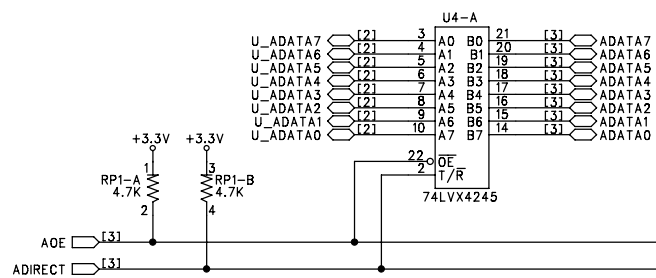 U4-A
U_ADATA7 [2] 3 A0 B0 21 [3] ADATA7
U_ADATA6 [2] 4 A1 B1 20 [3] ADATA6
U_ADATA5 [2] 5 A2 B2 19 [3] ADATA5
U_ADATA4 [2] 6 A3 B3 18 [3] ADATA4
U_ADATA3 [2] 7 A4 B4 17 [3] ADATA3
U_ADATA2 [2] 8 A5 B5 16 [3] ADATA2
U_ADATA1 [2] 9 A6 B6 15 [3] ADATA1
U_ADATA0 [2] 10 A7 B7 14 [3] ADATA0
+3.3V +3.3V
22 O̅E̅
1 3 2 T/R̅
RP1-A RP1-B
4.7K 4.7K
74LVX4245
2 4
AOE [3]
ADIRECT [3]